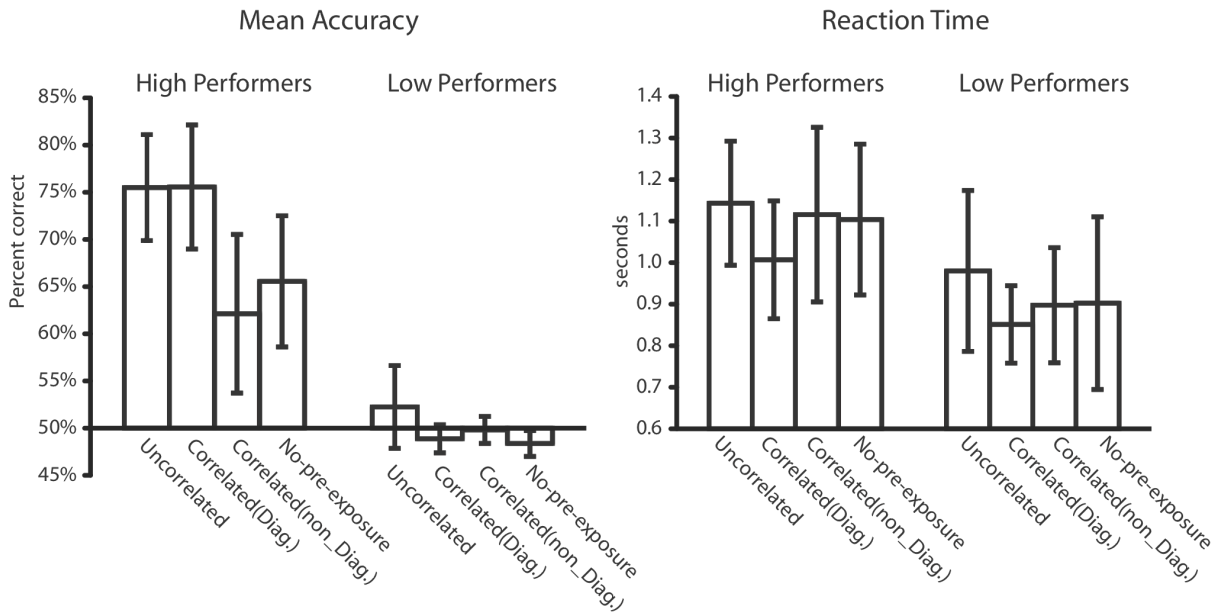 Mean Accuracy
High Performers
Low Performers
Percent correct
85%
80%
75%
70%
65%
60%
55%
50%
45%
Uncorrelated
Correlated(Diag.)
Correlated(non_Diag.)
No-pre-exposure
Uncorrelated
Correlated(Diag.)
Correlated(non_Diag.)
No-pre-exposure
Reaction Time
High Performers
Low Performers
seconds
1.4
1.3
1.2
1.1
1.0
0.9
0.8
0.7
0.6
Uncorrelated
Correlated(Diag.)
Correlated(non_Diag.)
No-pre-exposure
Uncorrelated
Correlated(Diag.)
Correlated(non_Diag.)
No-pre-exposure